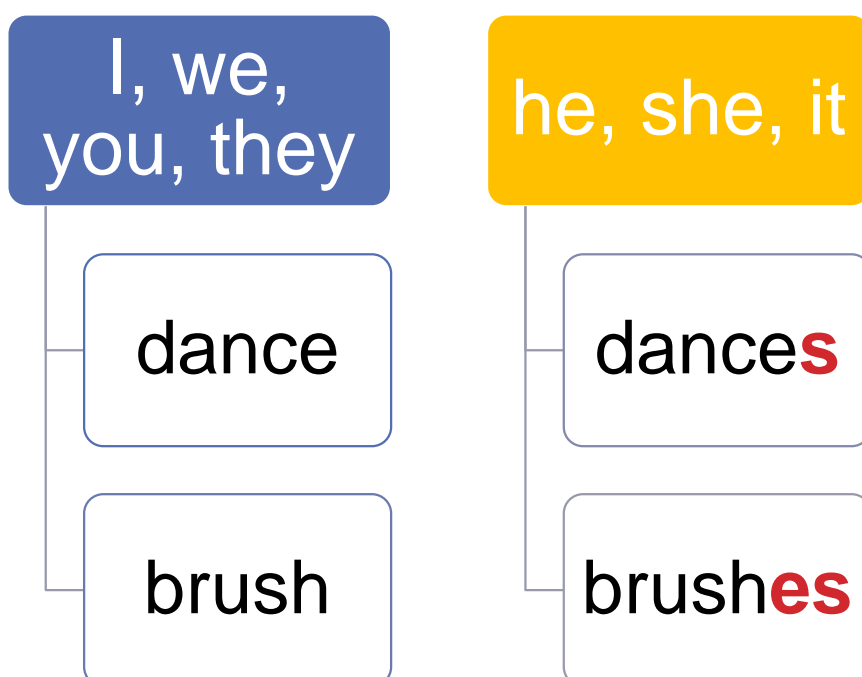 I, we,
you, they
dance
brush
he, she, it
dances
brushes